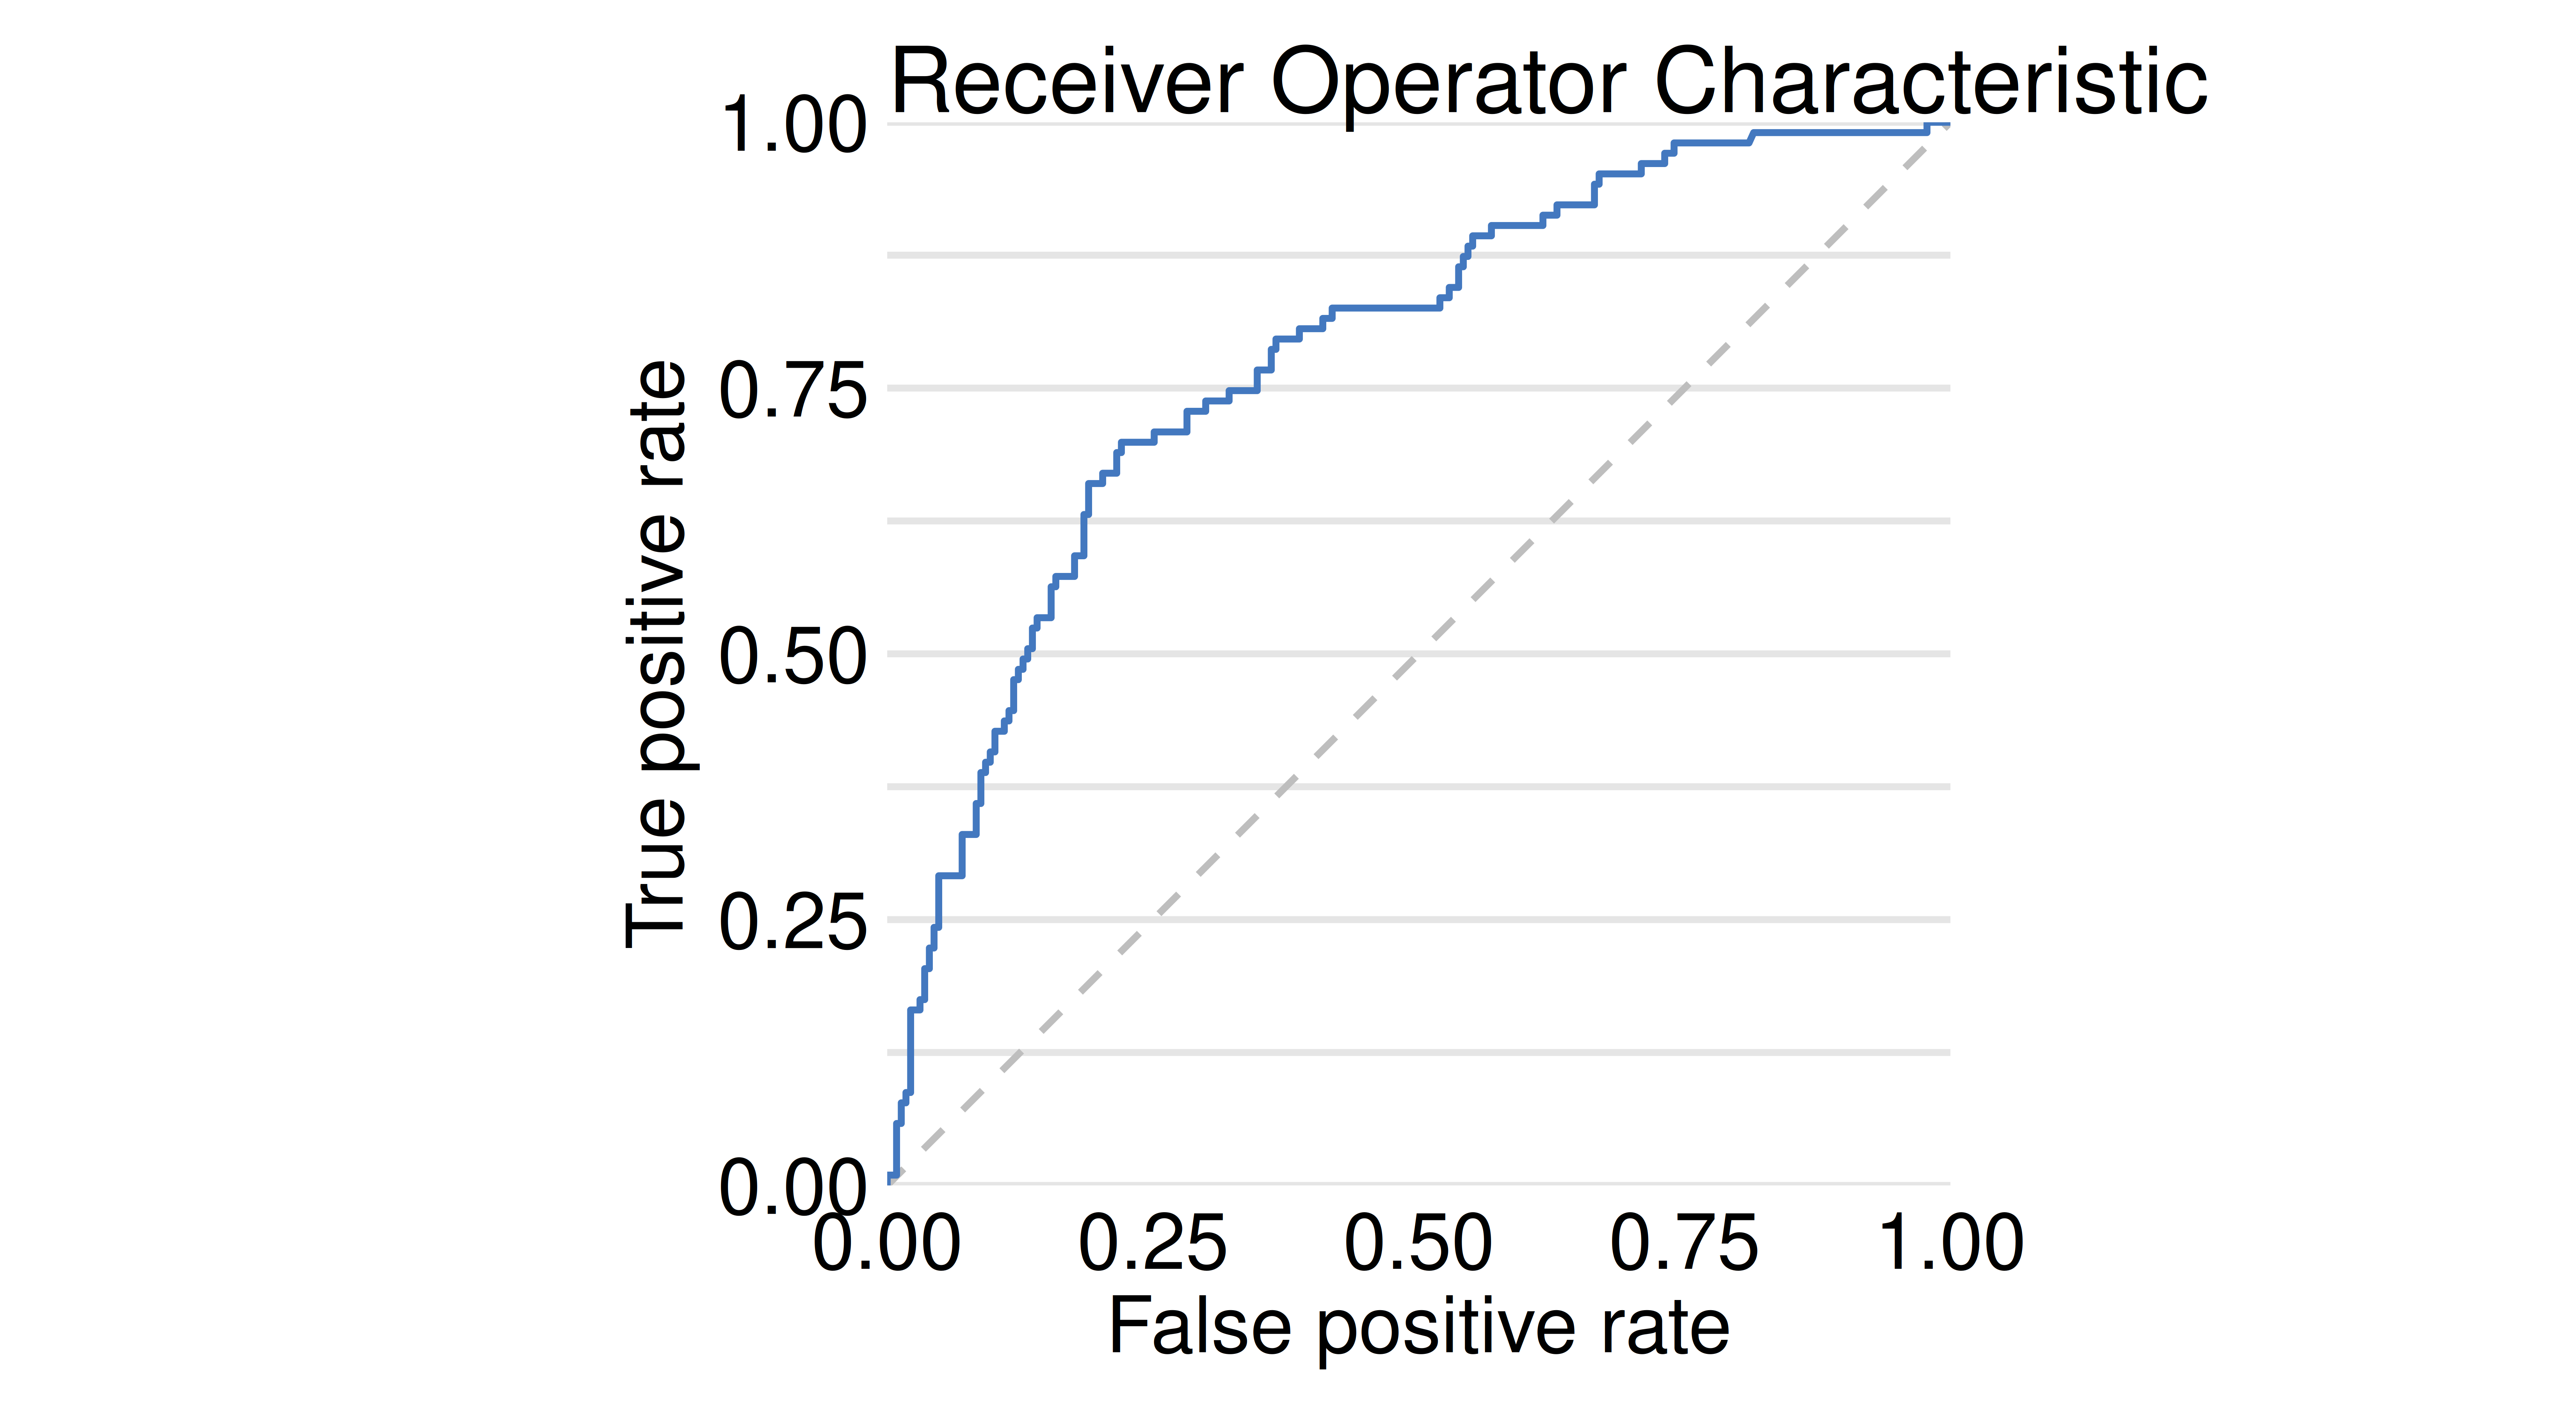 Receiver Operator Characteristic
1.00
0.75
0.50
0.25
0.00
True positive rate
0.00 0.25 0.50 0.75 1.00
False positive rate